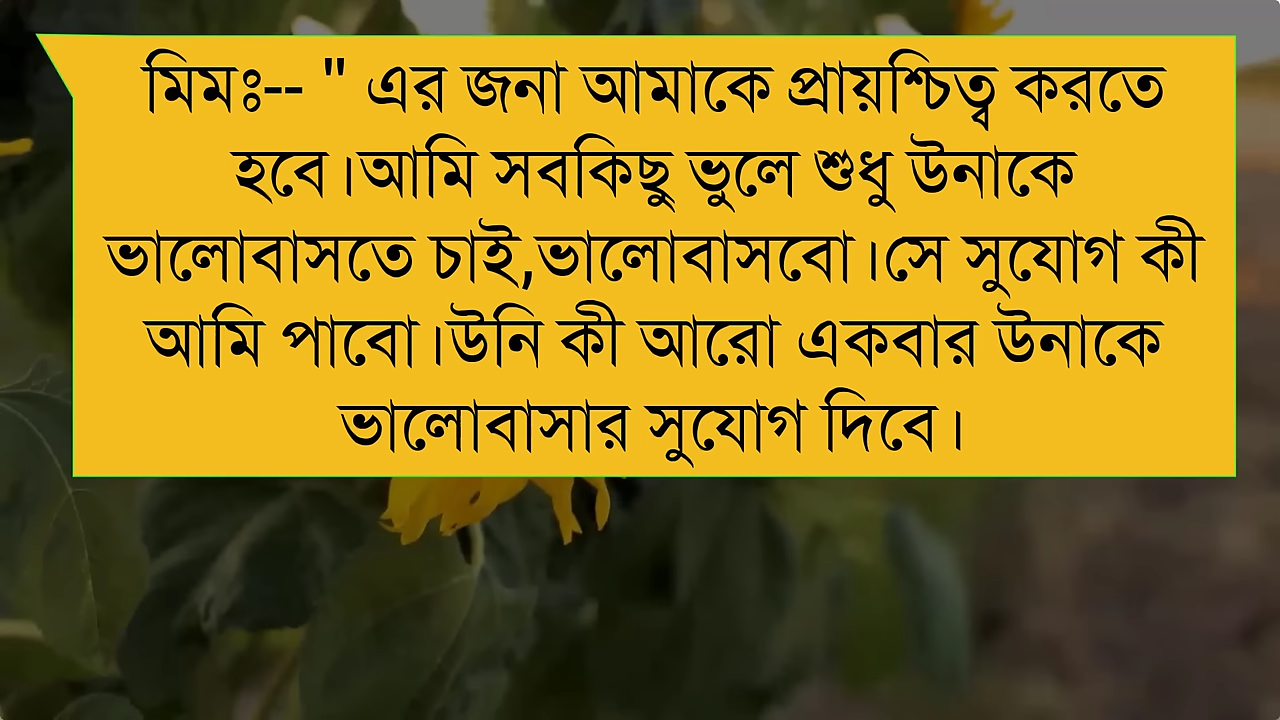 মিমঃ-- " এর জনা আমাকে প্রায়শ্চিত্ব করতে
হবে।আমি সবকিছু ভুলে শুধু উনাকে
ভালোবাসতে চাই,ভালোবাসবো।সে সুযোগ কী
আমি পাবো।উনি কী আরো একবার উনাকে
ভালোবাসার সুযোগ দিবে।